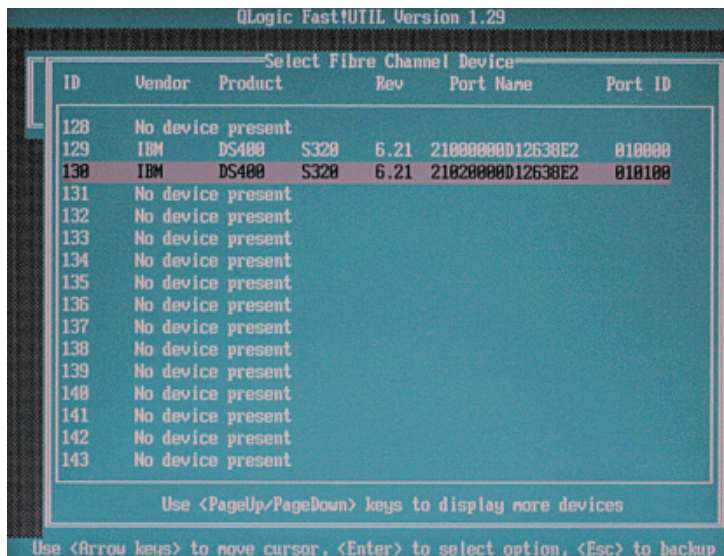 QLogic Fast!UTIL Version 1.29
Select Fibre Channel Device
ID Vendor Product Rev Port Name Port ID
128 No device present
129 IBM DS400 S320 6.21 21000000D12638E2 010000
130 IBM DS400 S320 6.21 21020000D12638E2 010100
131 No device present
132 No device present
133 No device present
134 No device present
135 No device present
136 No device present
137 No device present
138 No device present
139 No device present
140 No device present
141 No device present
142 No device present
143 No device present
Use <PageUp/PageDown> keys to display more devices
Use <Arrow keys> to move cursor, <Enter> to select option, <Esc> to backup